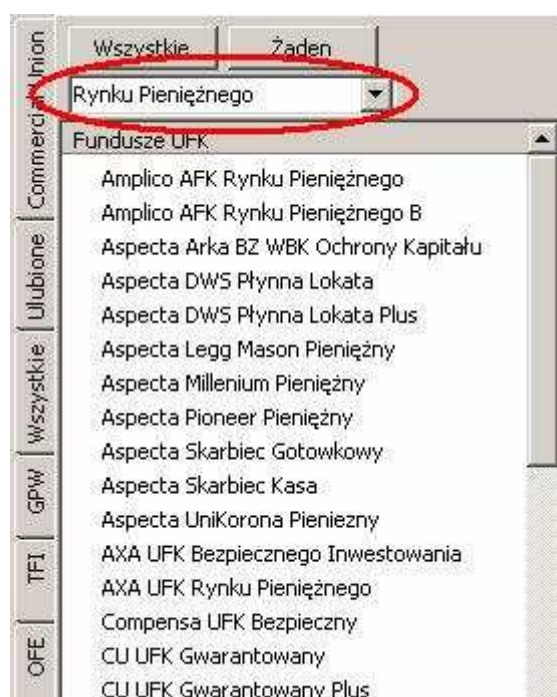 Wszystkie Żaden
Rynku Pieniężnego
Fundusze UFK
Amplico AFK Rynku Pieniężnego
Amplico AFK Rynku Pieniężnego B
Aspecta Arka BZ WBK Ochrony Kapitału
Aspecta DWS Płynna Lokata
Aspecta DWS Płynna Lokata Plus
Aspecta Legg Mason Pieniężny
Aspecta Millenium Pieniężny
Aspecta Pioneer Pieniężny
Aspecta Skarbiec Gotowkowy
Aspecta Skarbiec Kasa
Aspecta UniKorona Pieniezny
AXA UFK Bezpiecznego Inwestowania
AXA UFK Rynku Pieniężnego
Compensa UFK Bezpieczny
CU UFK Gwarantowany
CU UFK Gwarantowany Plus
Commercial Union
Ulubione
Wszystkie
GPW
TFI
OFE